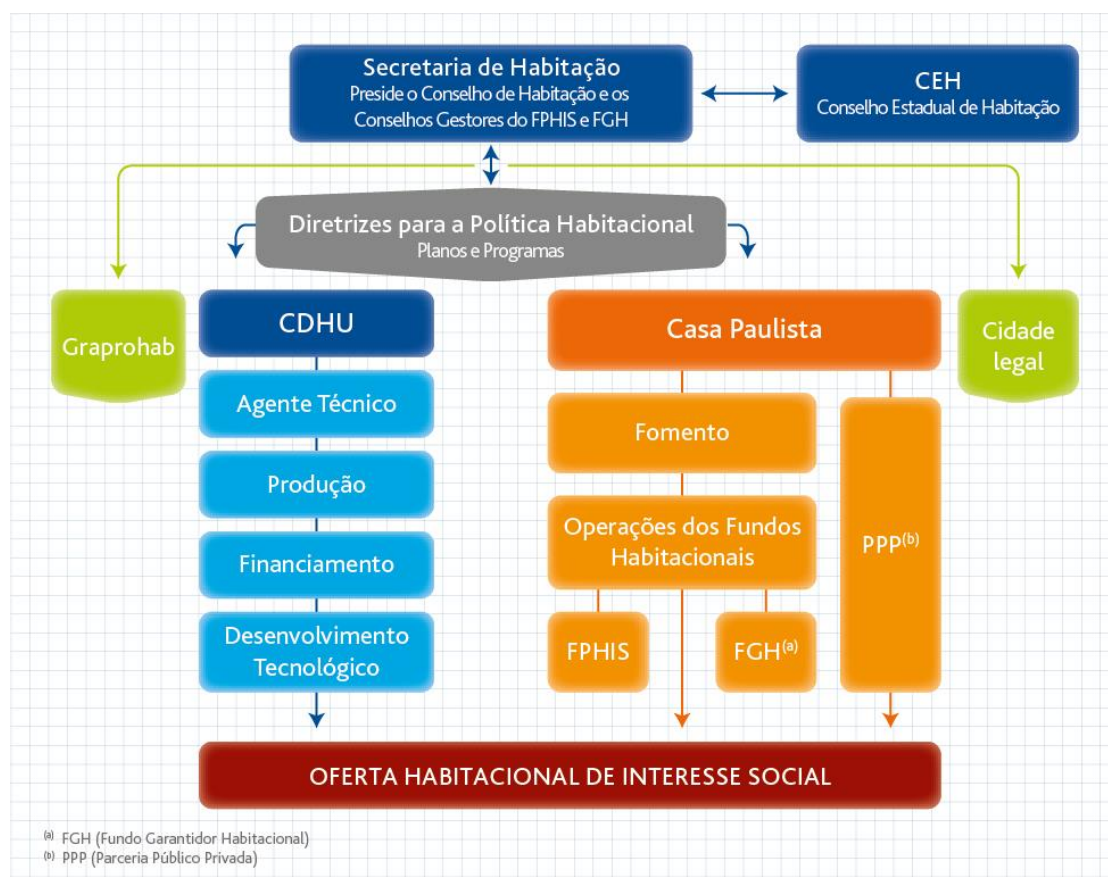 Secretaria de Habitação
Preside o Conselho de Habitação e os
Conselhos Gestores do FPHIS e FGH
CEH
Conselho Estadual de Habitação
Diretrizes para a Política Habitacional
Planos e Programas
Graprohab
CDHU
Agente Técnico
Produção
Financiamento
Desenvolvimento
Tecnológico
Casa Paulista
Fomento
Operações dos Fundos
Habitacionais
FPHIS
FGH(a)
PPP(b)
Cidade
legal
OFERTA HABITACIONAL DE INTERESSE SOCIAL
(a) FGH (Fundo Garantidor Habitacional)
(b) PPP (Parceria Público Privada)